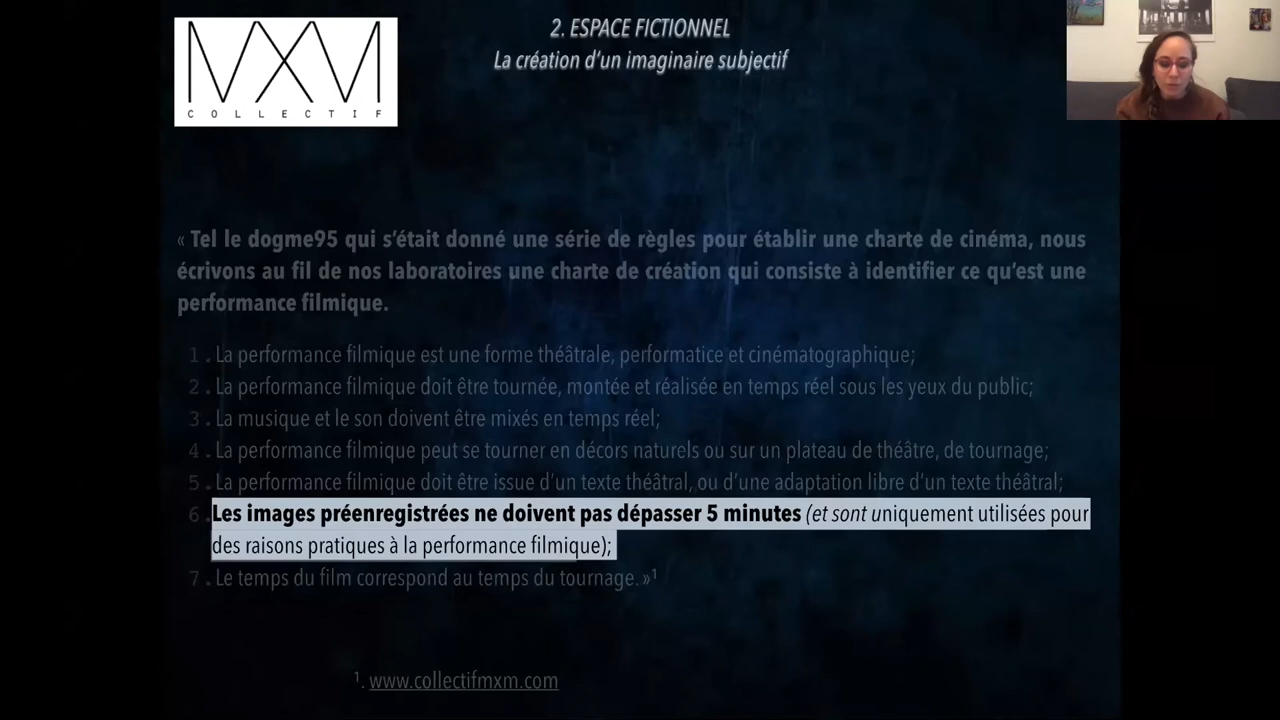 MXM
COLLECTIF
2. ESPACE FICTIONNEL
La création d'un imaginaire subjectif
« Tel le dogme95 qui s'était donné une série de règles pour établir une charte de cinéma, nous
écrivons au fil de nos laboratoires une charte de création qui consiste à identifier ce qu'est une
performance filmique.
1. La performance filmique est une forme théâtrale, performatice et cinématographique;
2. La performance filmique doit être tournée, montée et réalisée en temps réel sous les yeux du public;
3. La musique et le son doivent être mixés en temps réel;
4. La performance filmique peut se tourner en décors naturels ou sur un plateau de théâtre, de tournage;
5. La performance filmique doit être issue d'un texte théâtral, ou d'une adaptation libre d'un texte théâtral;
6. Les images préenregistrées ne doivent pas dépasser 5 minutes (et sont uniquement utilisées pour
des raisons pratiques à la performance filmique);
7. Le temps du film correspond au temps du tournage. »¹
¹. www.collectifmxm.com